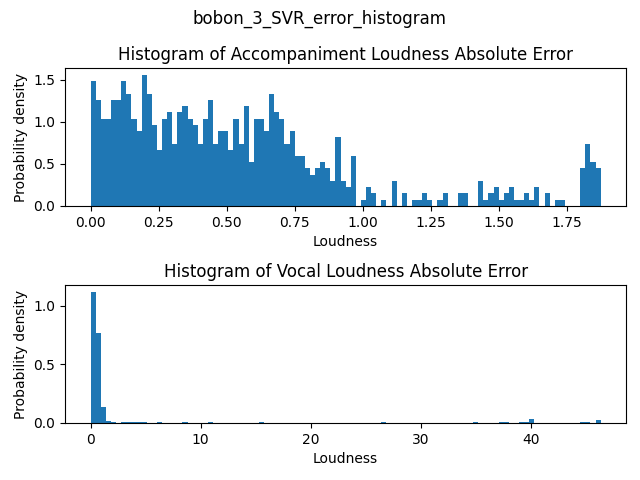 bobon_3_SVR_error_histogram
Histogram of Accompaniment Loudness Absolute Error
Probability density
1.5
1.0
0.5
0.0
0.00 0.25 0.50 0.75 1.00 1.25 1.50 1.75
Loudness
Histogram of Vocal Loudness Absolute Error
Probability density
1.0
0.5
0.0
0 10 20 30 40
Loudness